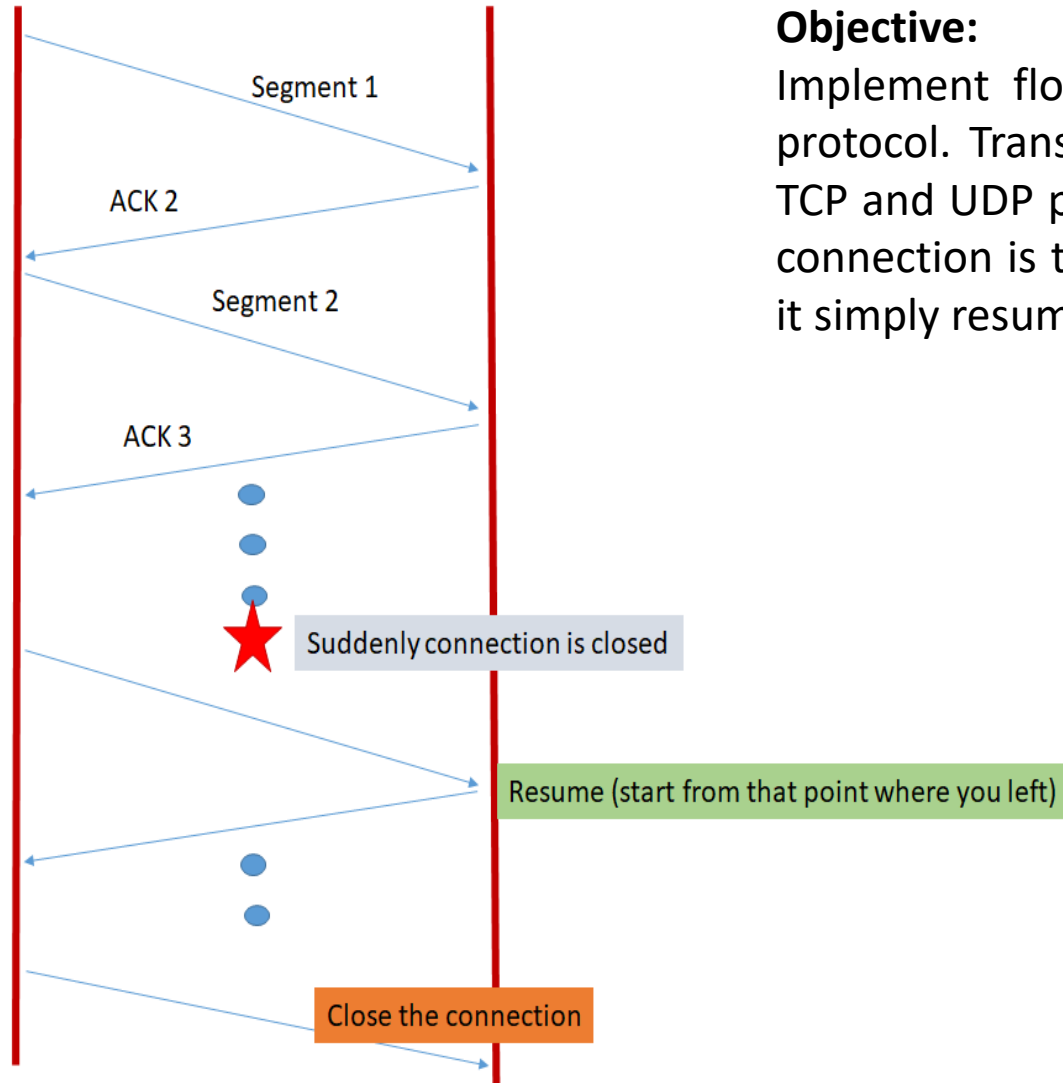 Objective:
Implement flo
protocol. Trans
TCP and UDP p
connection is t
it simply resum
Segment 1
ACK 2
Segment 2
ACK 3
Suddenly connection is closed
Resume (start from that point where you left)
Close the connection